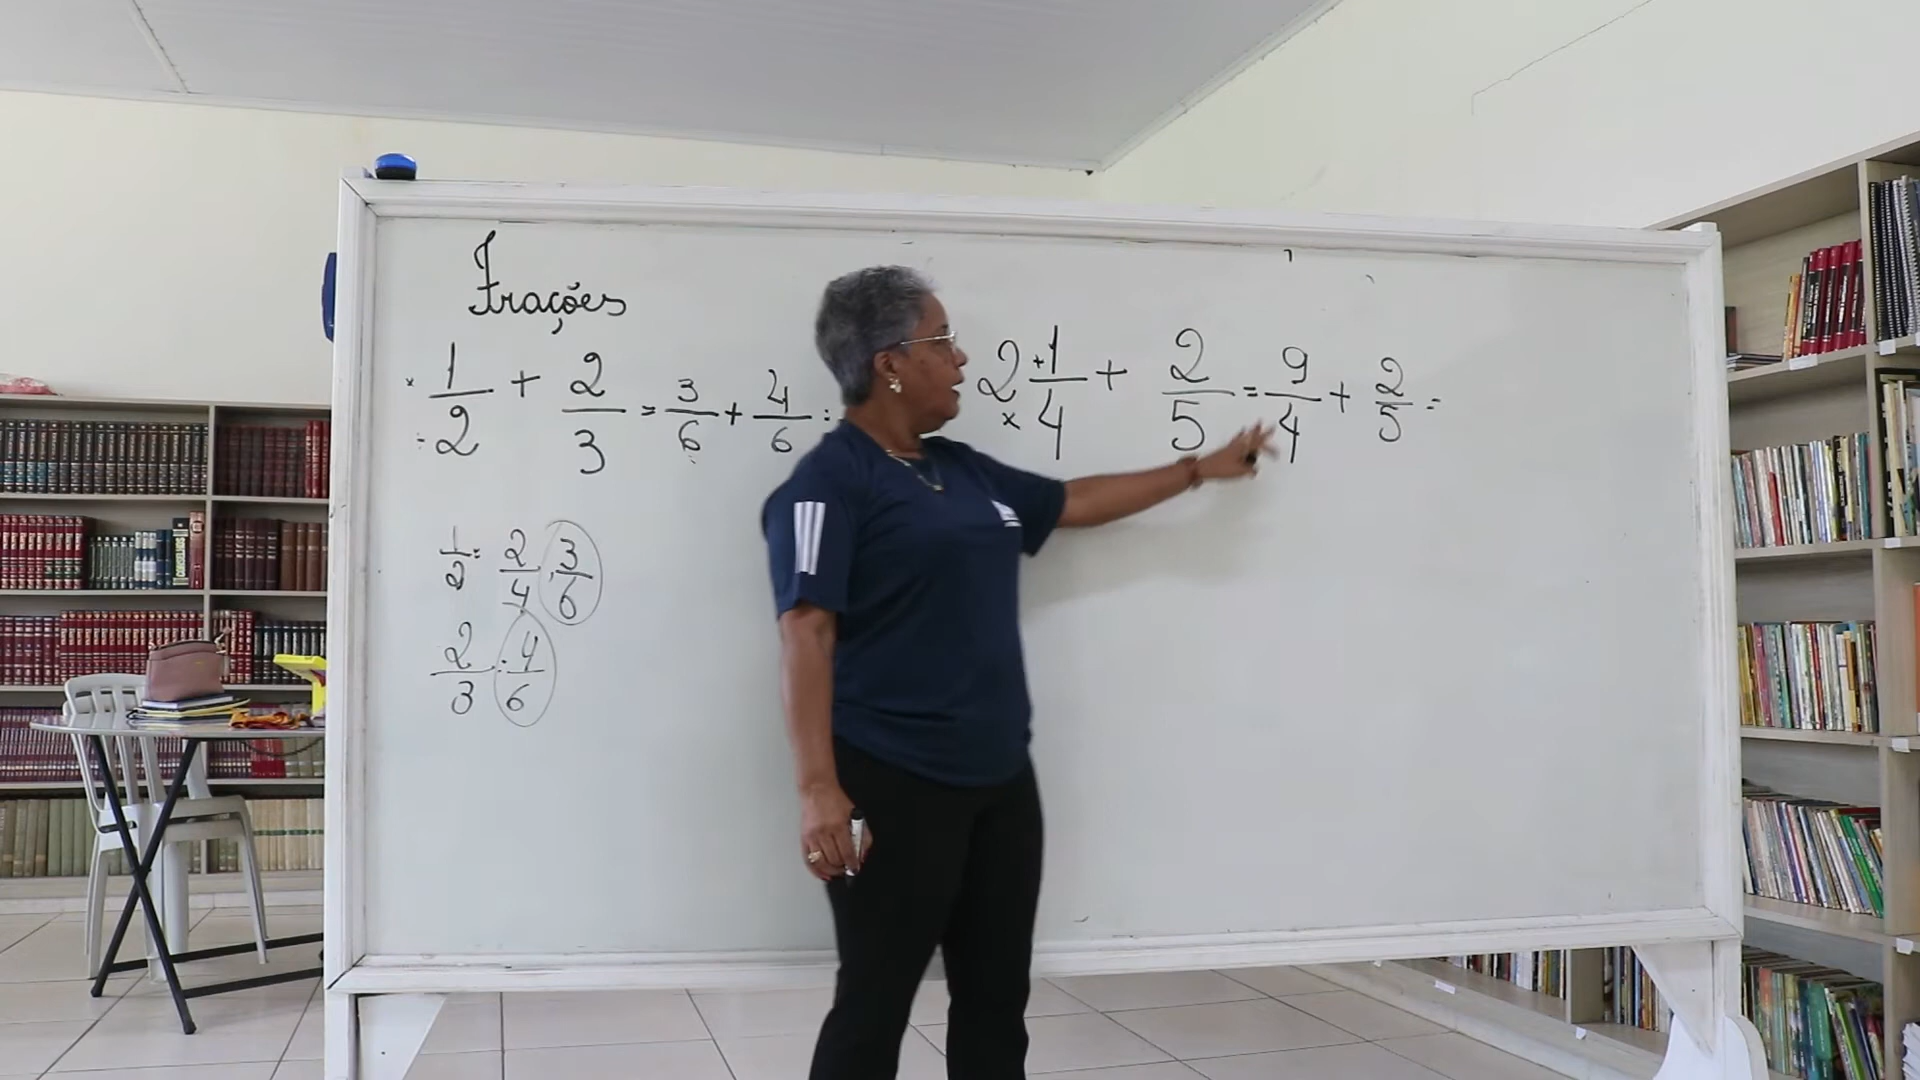 Frações
1/2 + 2/3 = 3/6 + 4/6 =
2 1/4 + 2/5 = 9/4 + 2/5 =
1/2 = 2/4, 3/6
2/3 = 4/6